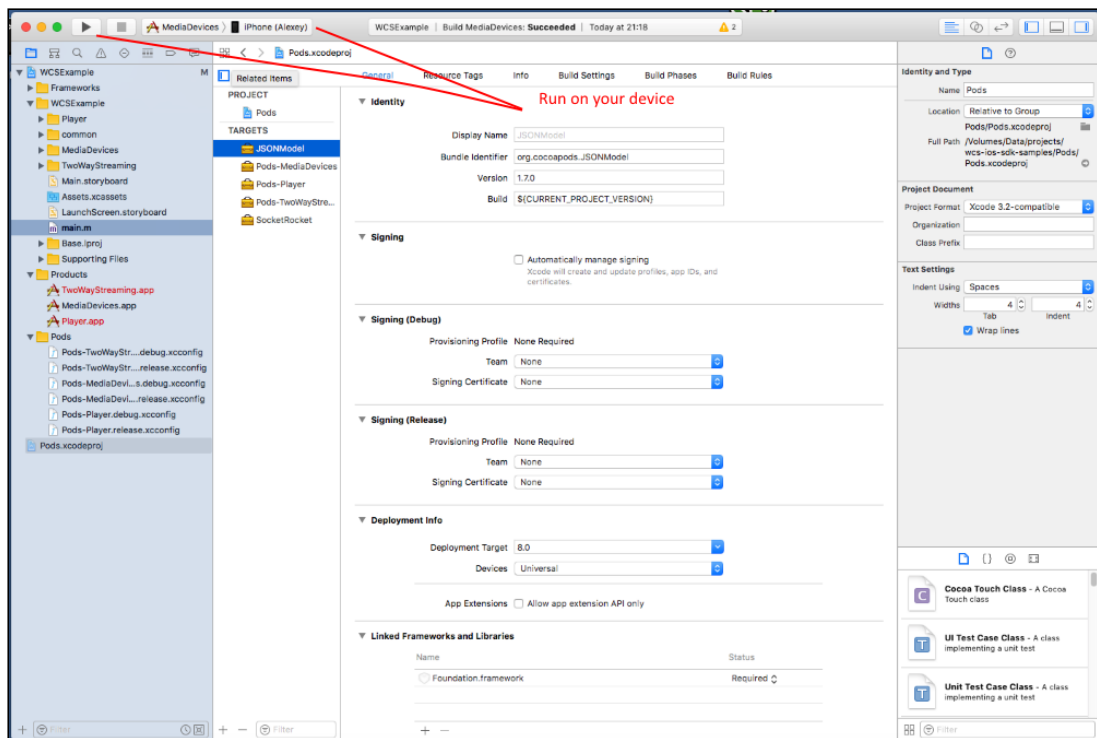 MediaDevices
iPhone (Alexey)
WCSExample | Build MediaDevices: Succeeded | Today at 21:18
2
Pods.xcodeproj
WCSExample
M
Frameworks
WCSExample
Player
common
MediaDevices
TwoWayStreaming
Main.storyboard
Assets.xcassets
LaunchScreen.storyboard
main.m
Base.lproj
Supporting Files
Products
TwoWayStreaming.app
MediaDevices.app
Player.app
Pods
Pods-TwoWayStr....debug.xcconfig
Pods-TwoWayStr....release.xcconfig
Pods-MediaDevi...s.debug.xcconfig
Pods-MediaDevi....release.xcconfig
Pods-Player.debug.xcconfig
Pods-Player.release.xcconfig
Pods.xcodeproj
Filter
Related Items
PROJECT
Pods
TARGETS
JSONModel
Pods-MediaDevices
Pods-Player
Pods-TwoWayStre...
SocketRocket
Filter
General
Resource Tags
Info
Build Settings
Build Phases
Build Rules
Run on your device
Identity
Display Name JSONModel
Bundle Identifier org.cocoapods.JSONModel
Version 1.7.0
Build ${CURRENT_PROJECT_VERSION}
Signing
Automatically manage signing
Xcode will create and update profiles, app IDs, and
certificates.
Signing (Debug)
Provisioning Profile None Required
Team None
Signing Certificate None
Signing (Release)
Provisioning Profile None Required
Team None
Signing Certificate None
Deployment Info
Deployment Target 8.0
Devices Universal
App Extensions Allow app extension API only
Linked Frameworks and Libraries
Name Status
Foundation.framework Required
Identity and Type
Name Pods
Location Relative to Group
Pods/Pods.xcodeproj
Full Path /Volumes/Data/projects/
wcs-ios-sdk-samples/Pods/
Pods.xcodeproj
Project Document
Project Format Xcode 3.2-compatible
Organization
Class Prefix
Text Settings
Indent Using Spaces
Widths 4 4
Tab Indent
Wrap lines
C
Cocoa Touch Class - A Cocoa
Touch class
T
UI Test Case Class - A class
implementing a unit test
T
Unit Test Case Class - A class
implementing a unit test
Filter